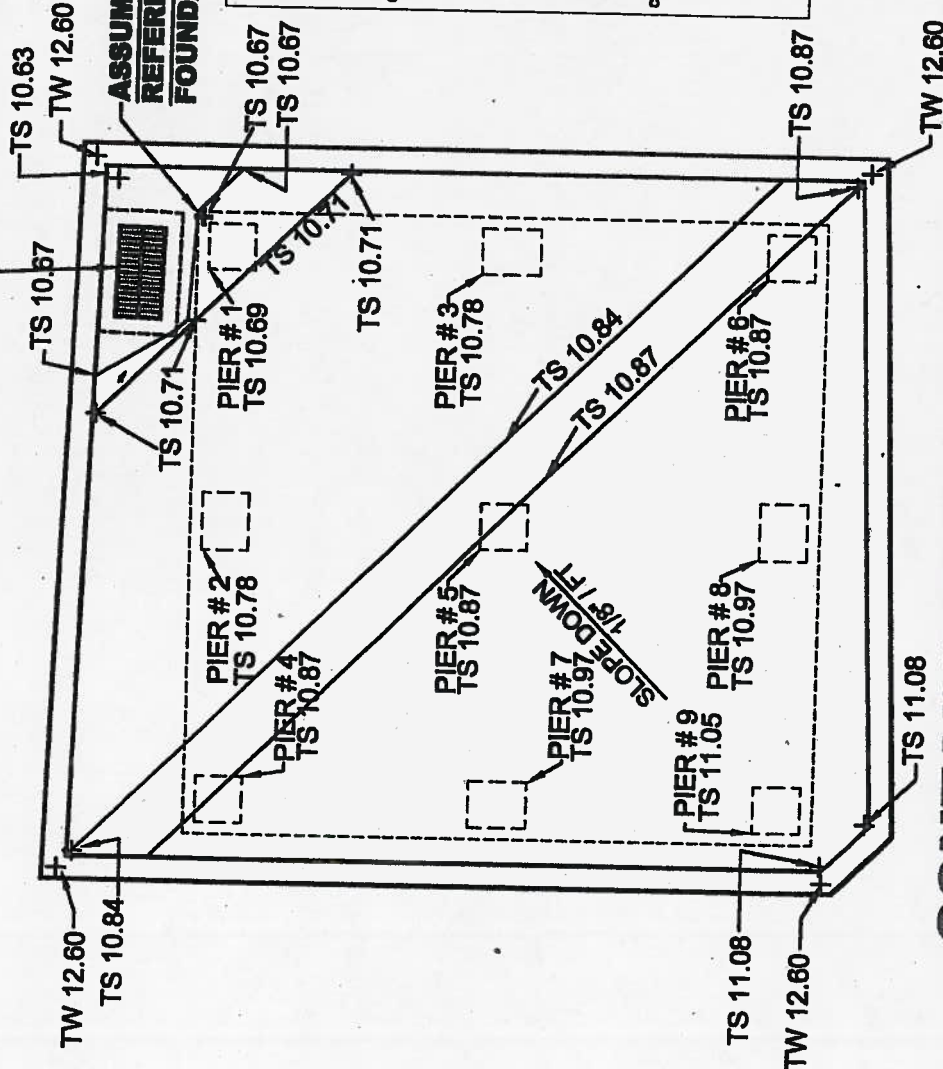 TS 10.63
TW 12.60
ASSUM
REFER
FOUND
TS 10.67
TS 10.67
TS 10.67
TS 10.71
TS 10.71
TS 10.71
PIER # 1
TS 10.69
PIER # 2
TS 10.78
PIER # 3
TS 10.78
TS 10.84
TS 10.87
PIER # 4
TS 10.87
PIER # 5
TS 10.87
PIER # 6
TS 10.87
TS 10.87
SLOPE DOWN
1/8" / FT
PIER # 7
TS 10.97
PIER # 8
TS 10.97
PIER # 9
TS 11.05
TW 12.60
TS 10.84
TW 12.60
TS 11.08
TS 11.08
TW 12.60